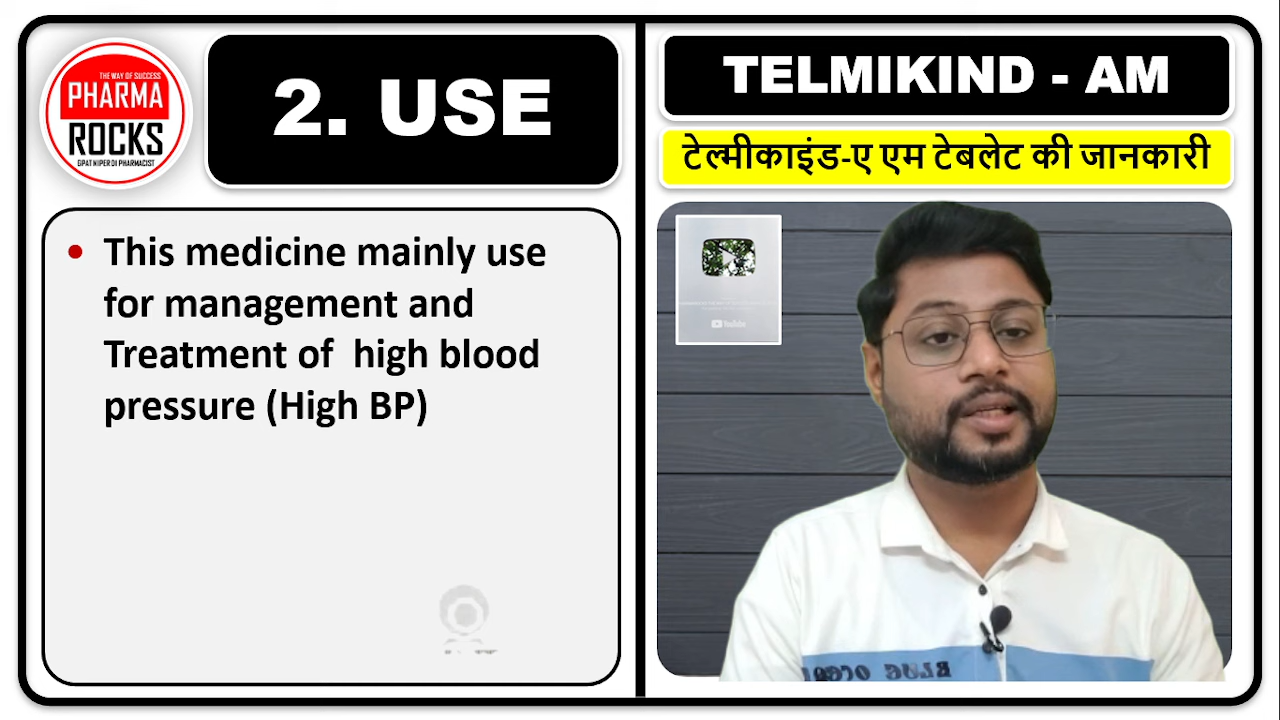 THE WAY OF SUCCESS
PHARMA
ROCKS
GPAT NIPER DI PHARMACIST
2. USE
TELMIKIND - AM
टेल्मीकाइंड-ए एम टेबलेट की जानकारी
• This medicine mainly use
for management and
Treatment of high blood
pressure (High BP)
YouTube